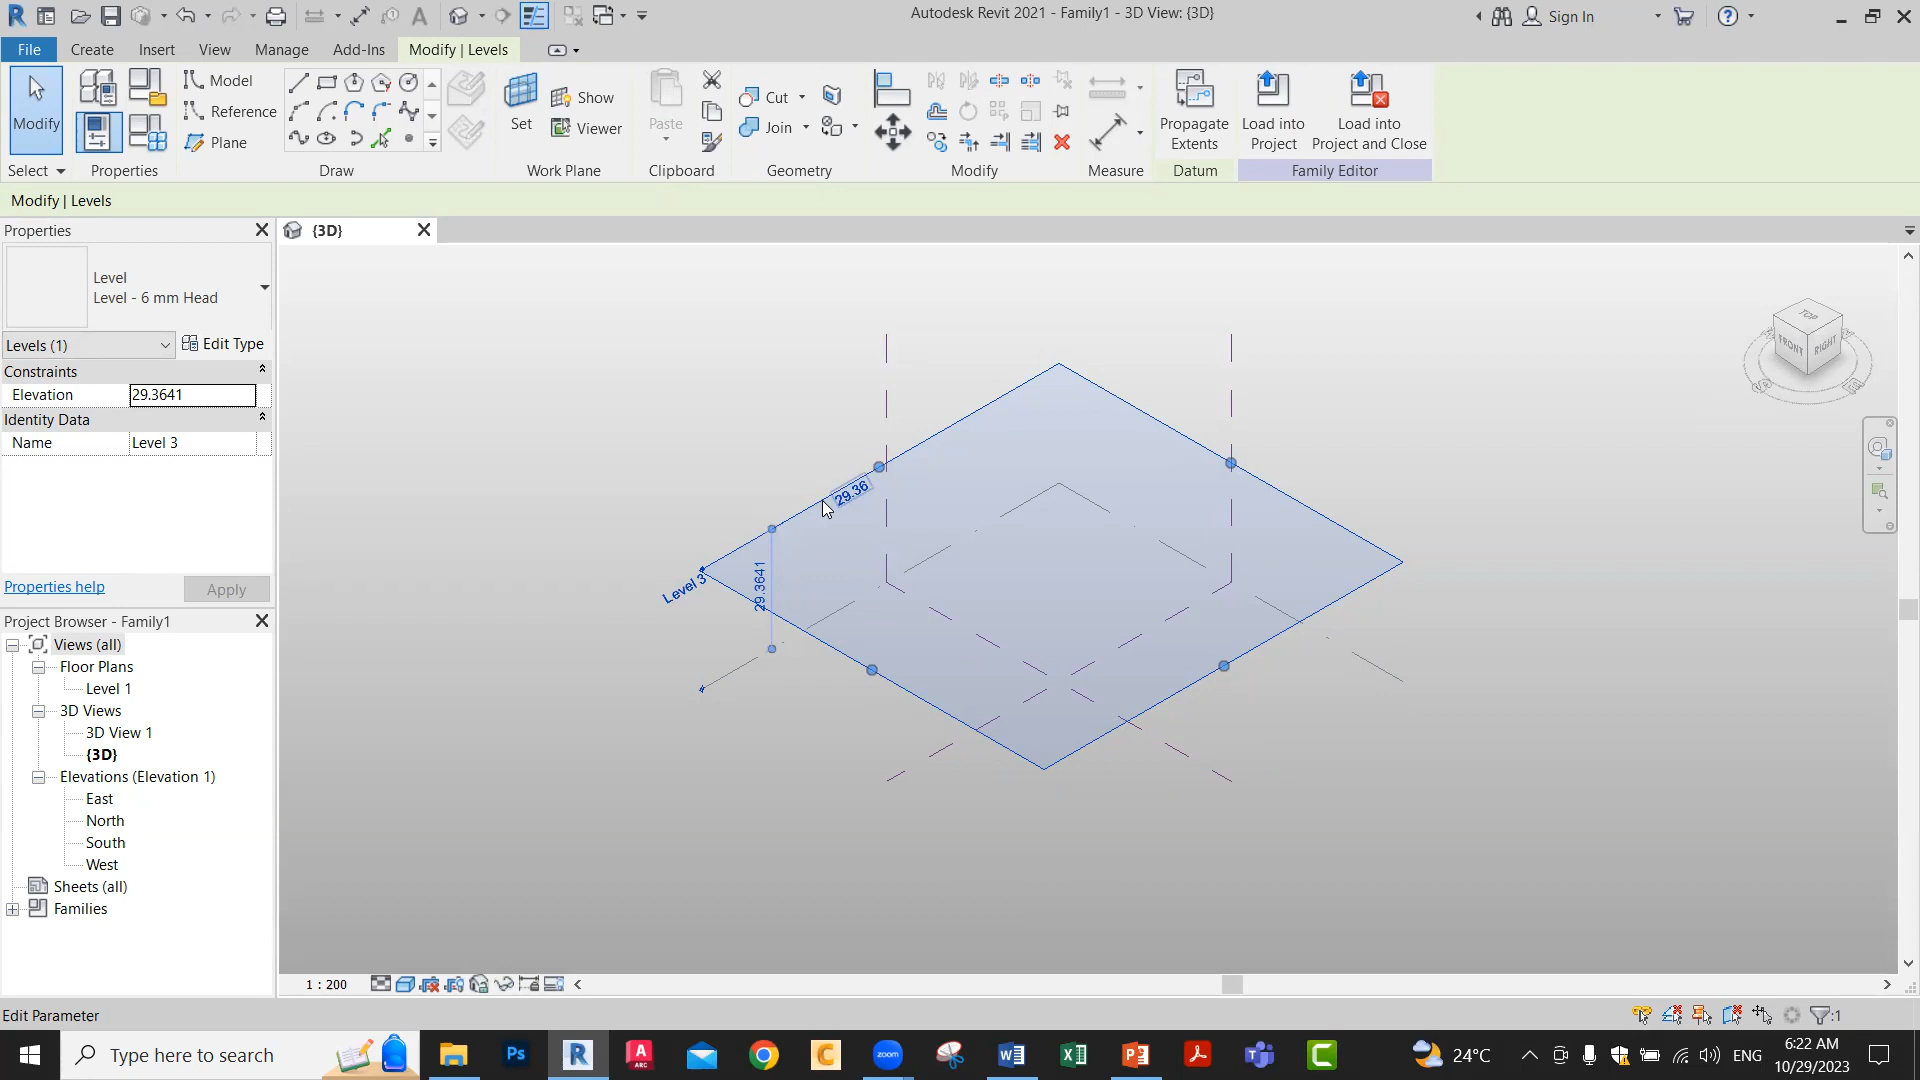 Autodesk Revit 2021 - Family1 - 3D View: {3D}
Sign In
File Create Insert View Manage Add-Ins Modify | Levels
Modify
Model
Reference
Plane
Set
Show
Viewer
Paste
Cut
Join
Propagate Extents
Load into Project
Load into Project and Close
Select Properties Draw Work Plane Clipboard Geometry Modify Measure Datum Family Editor
Modify | Levels
Properties
{3D}
Level
Level - 6 mm Head
Levels (1)
Edit Type
Constraints
Elevation 29.3641
Identity Data
Name Level 3
Properties help
Apply
Project Browser - Family1
Views (all)
Floor Plans
Level 1
3D Views
3D View 1
{3D}
Elevations (Elevation 1)
East
North
South
West
Sheets (all)
Families
29.36
29.3641
Level 3
TOP
FRONT
RIGHT
1 : 200
Edit Parameter
:1
Type here to search
Ps
R
A
ARC
C
zoom
24°C
ENG
6:22 AM
10/29/2023